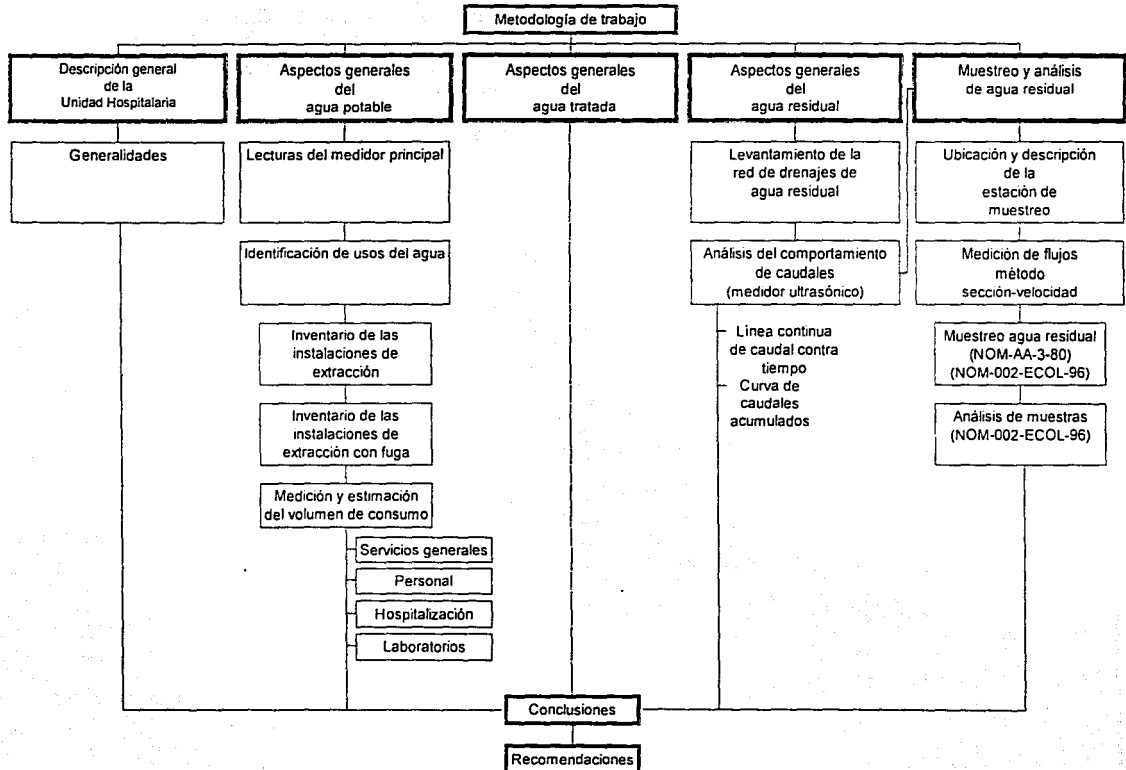 Metodología de trabajo
Descripción general
de la
Unidad Hospitalaria
Aspectos generales
del
agua potable
Aspectos generales
del
agua tratada
Aspectos generales
del
agua residual
Muestreo y análisis
de agua residual
Generalidades
Lecturas del medidor principal
Identificación de usos del agua
Inventario de las
instalaciones de
extracción
Inventario de las
instalaciones de
extracción con fuga
Medición y estimación
del volumen de consumo
Servicios generales
Personal
Hospitalización
Laboratorios
Levantamiento de la
red de drenajes de
agua residual
Análisis del comportamiento
de caudales
(medidor ultrasónico)
Línea continua
de caudal contra
tiempo
Curva de
caudales
acumulados
Ubicación y descripción
de la
estación de
muestreo
Medición de flujos
método
sección-velocidad
Muestreo agua residual
(NOM-AA-3-80)
(NOM-002-ECOL-96)
Análisis de muestras
(NOM-002-ECOL-96)
Conclusiones
Recomendaciones